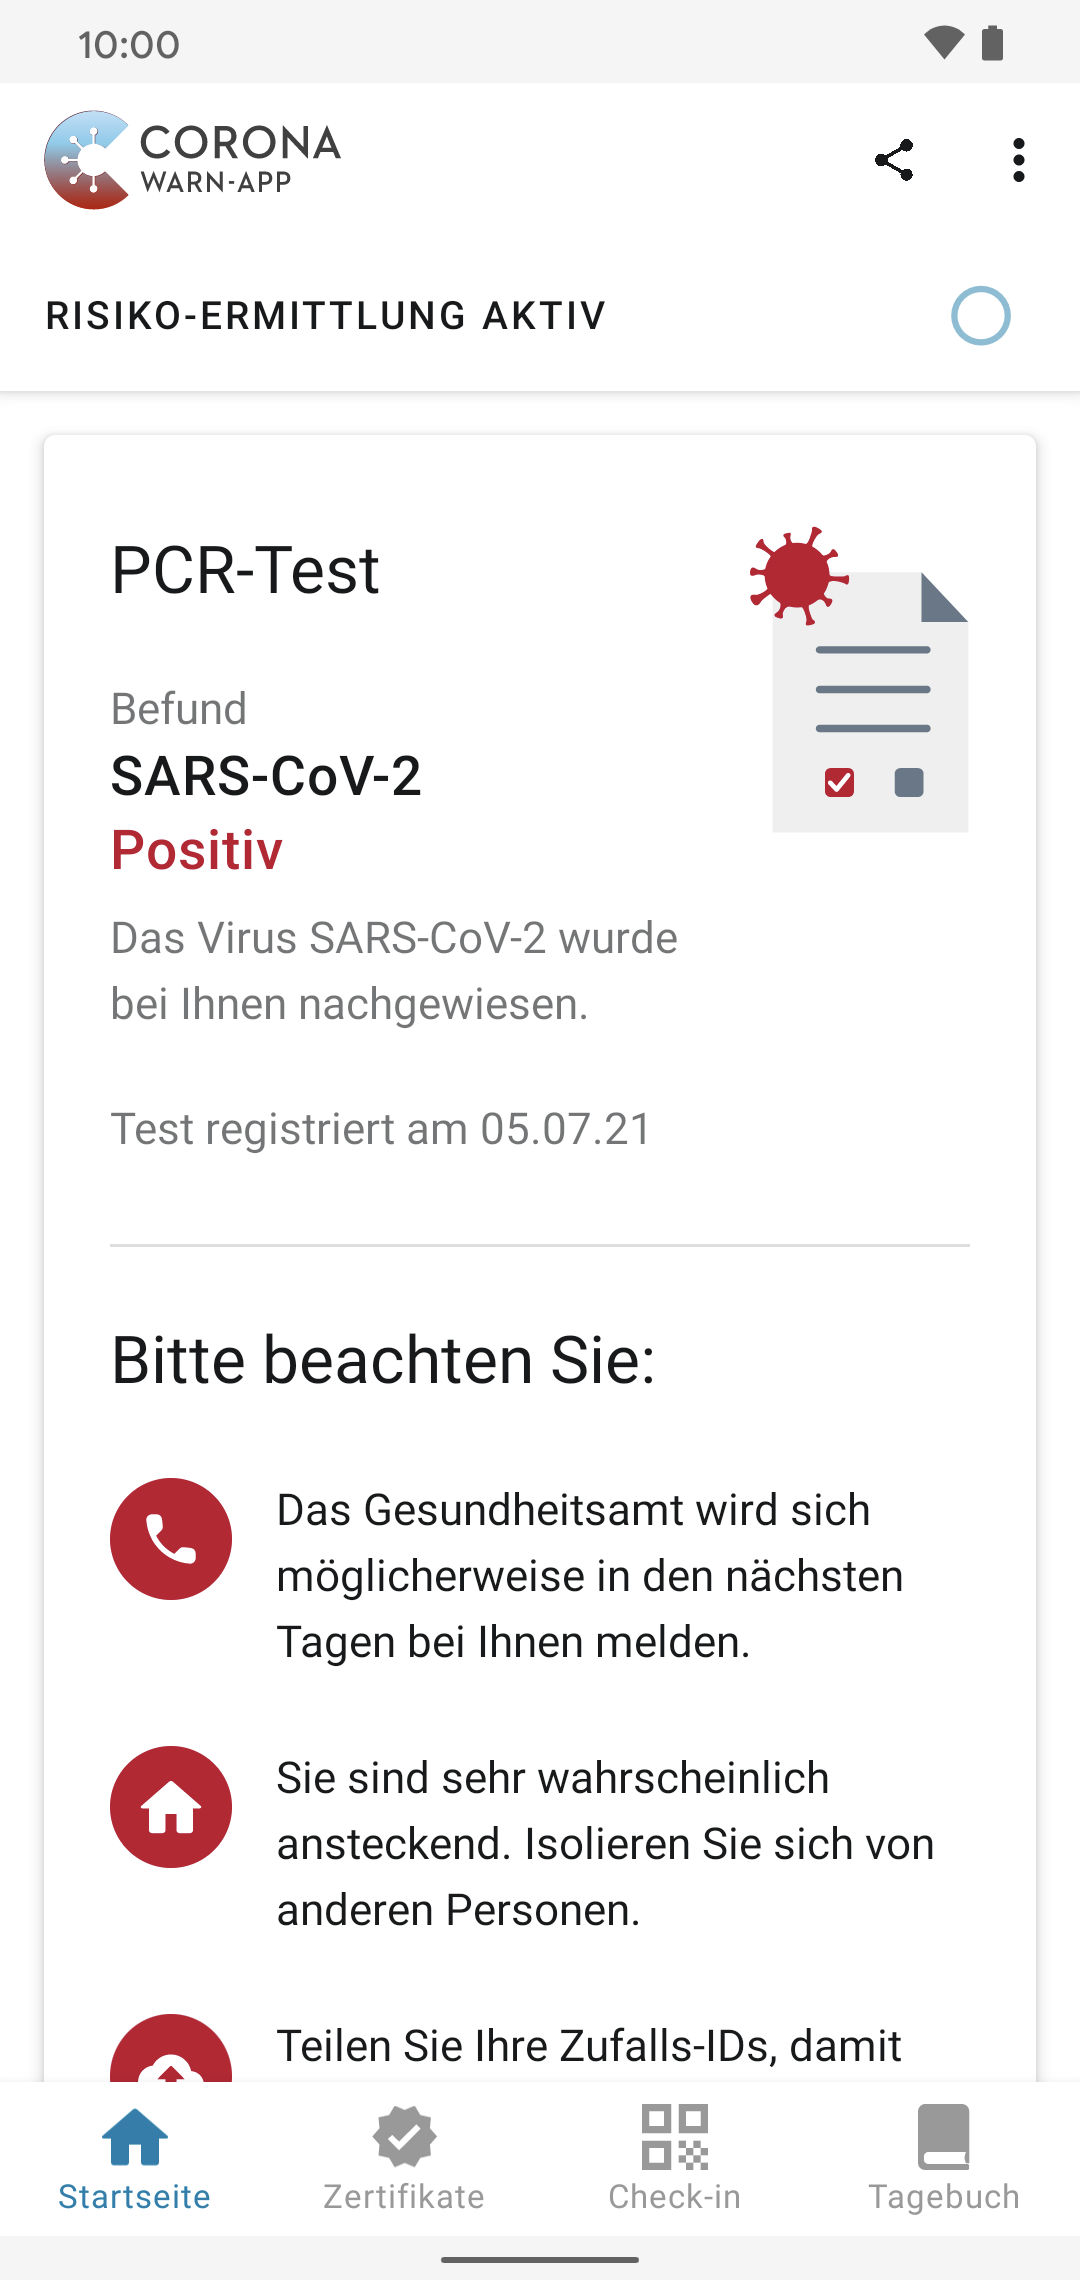 10:00
CORONA
WARN-APP
RISIKO-ERMITTLUNG AKTIV
PCR-Test
Befund
SARS-CoV-2
Positiv
Das Virus SARS-CoV-2 wurde
bei Ihnen nachgewiesen.
Test registriert am 05.07.21
Bitte beachten Sie:
Das Gesundheitsamt wird sich
möglicherweise in den nächsten
Tagen bei Ihnen melden.
Sie sind sehr wahrscheinlich
ansteckend. Isolieren Sie sich von
anderen Personen.
Teilen Sie Ihre Zufalls-IDs, damit
Startseite
Zertifikate
Check-in
Tagebuch